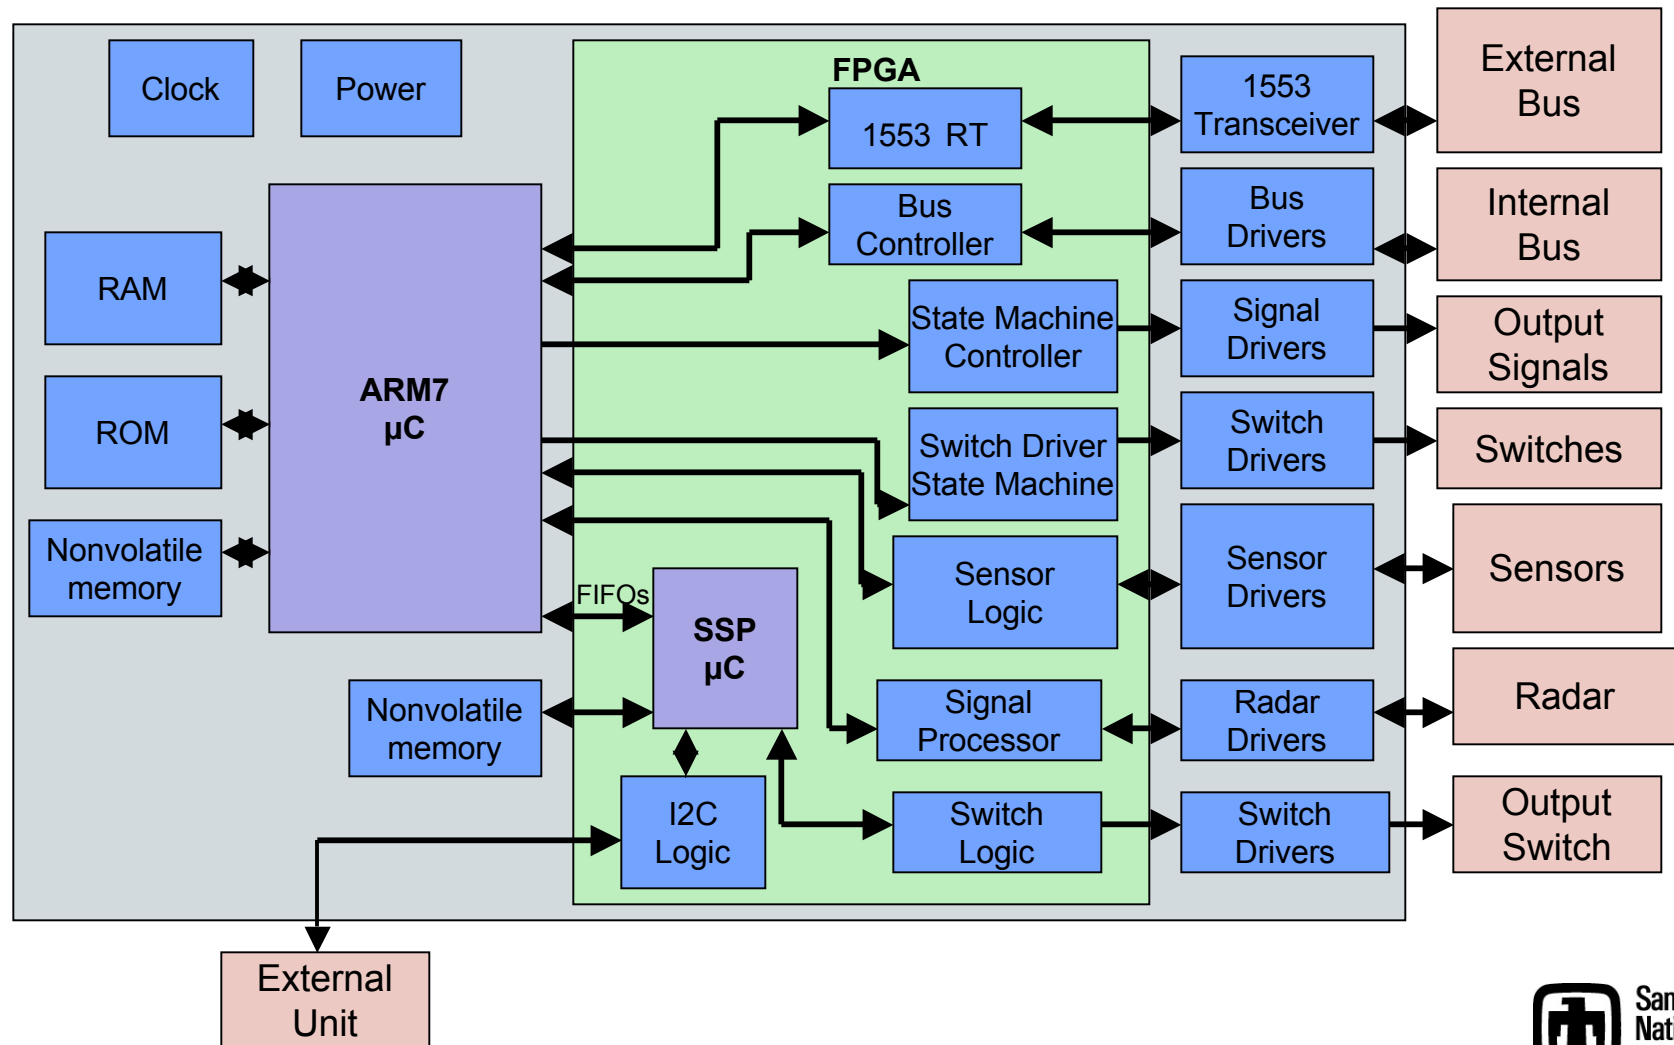 Clock
Power
FPGA
1553 RT
1553
Transceiver
External
Bus
Bus
Controller
Bus
Drivers
Internal
Bus
RAM
ARM7
µC
State Machine
Controller
Signal
Drivers
Output
Signals
ROM
Switch Driver
State Machine
Switch
Drivers
Switches
Nonvolatile
memory
FIFOs
SSP
µC
Sensor
Logic
Sensor
Drivers
Sensors
Nonvolatile
memory
Signal
Processor
Radar
Drivers
Radar
I2C
Logic
Switch
Logic
Switch
Drivers
Output
Switch
External
Unit
San
Nati